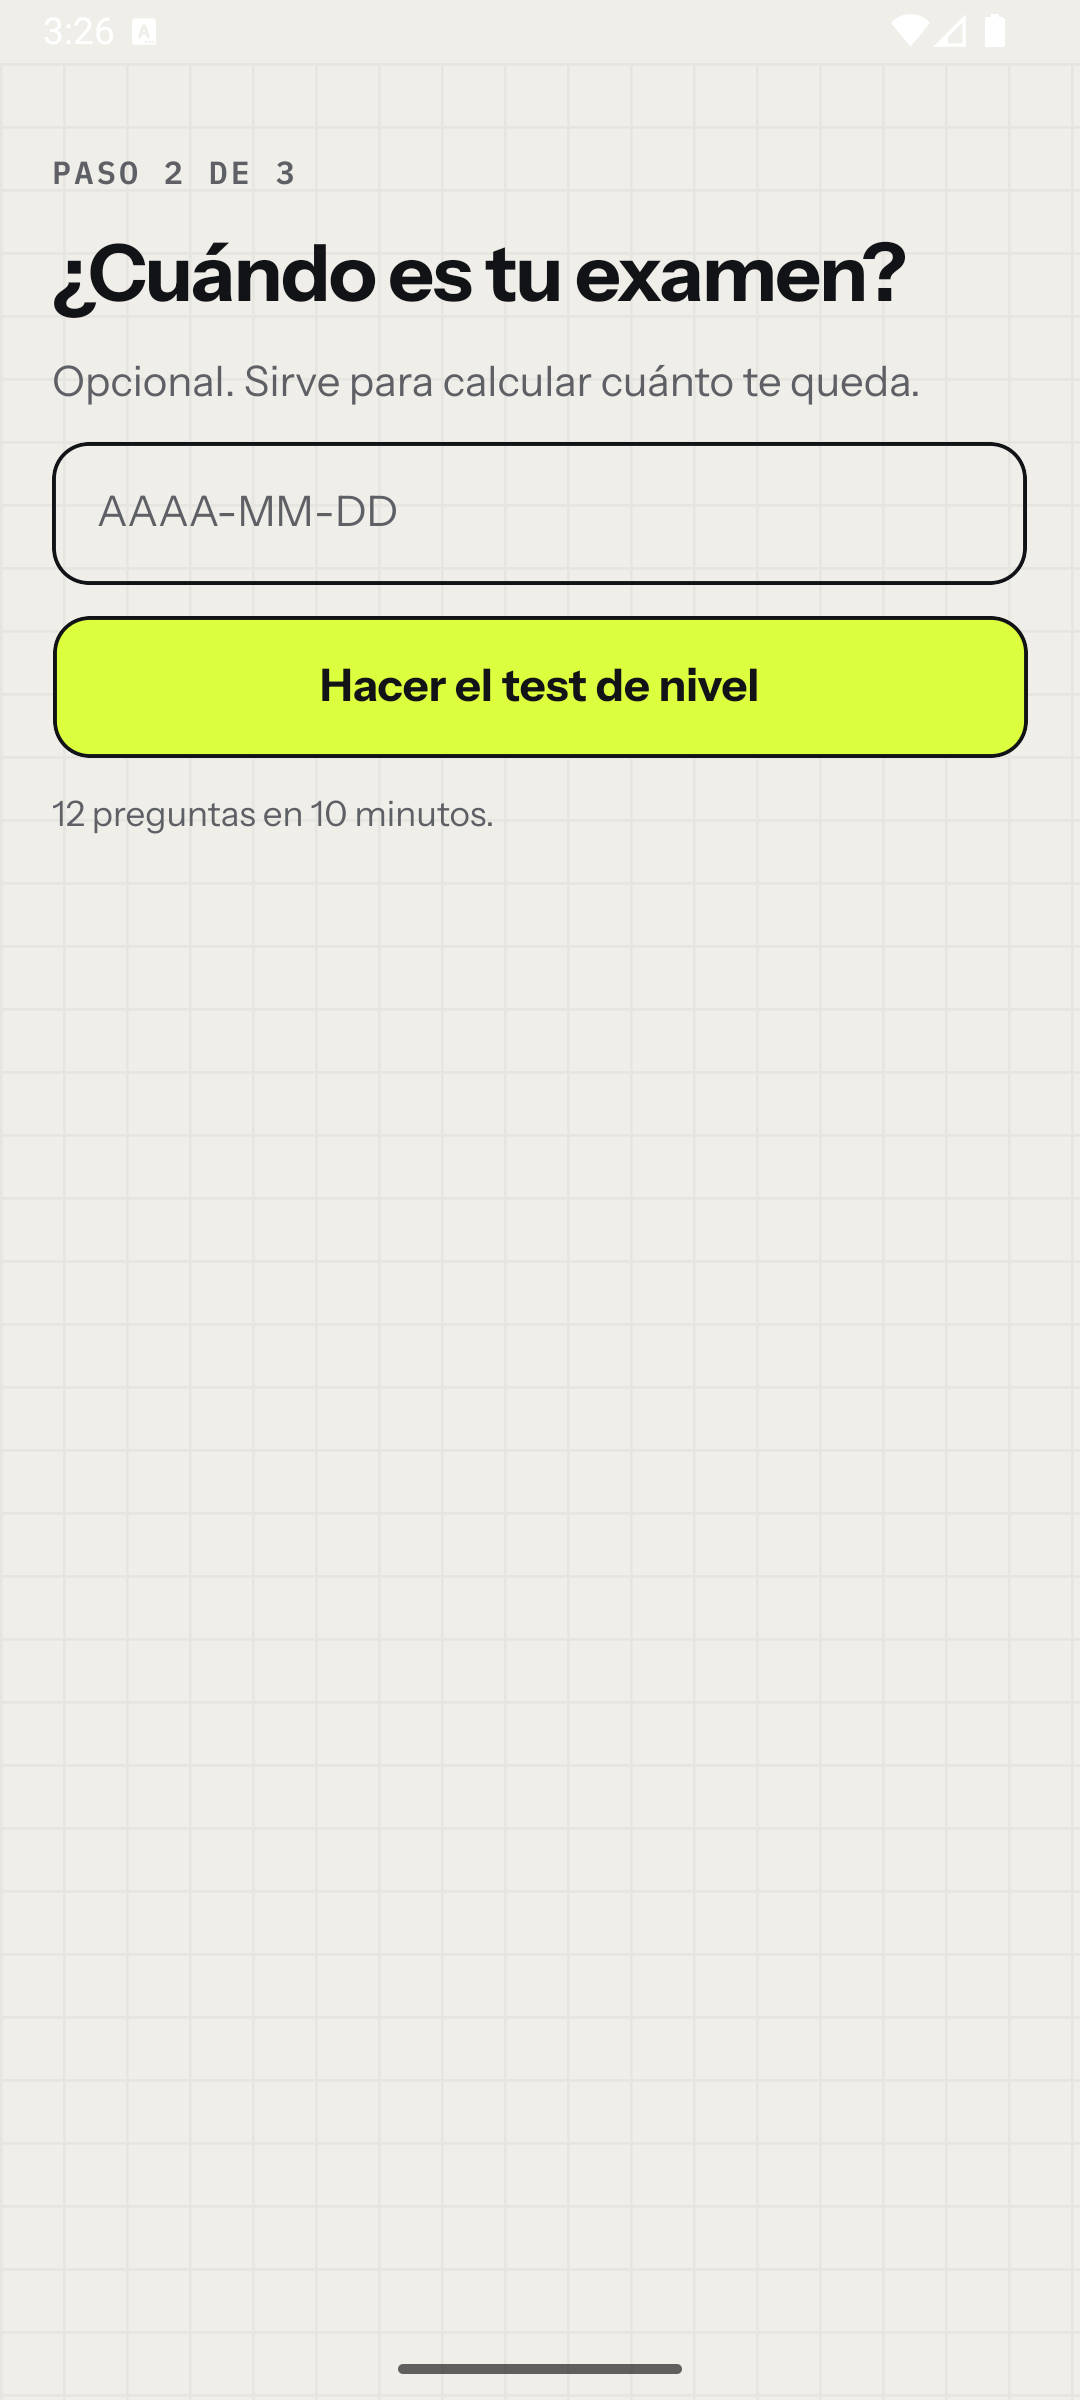 3:26
PASO 2 DE 3
¿Cuándo es tu examen?
Opcional. Sirve para calcular cuánto te queda.
AAAA-MM-DD
Hacer el test de nivel
12 preguntas en 10 minutos.